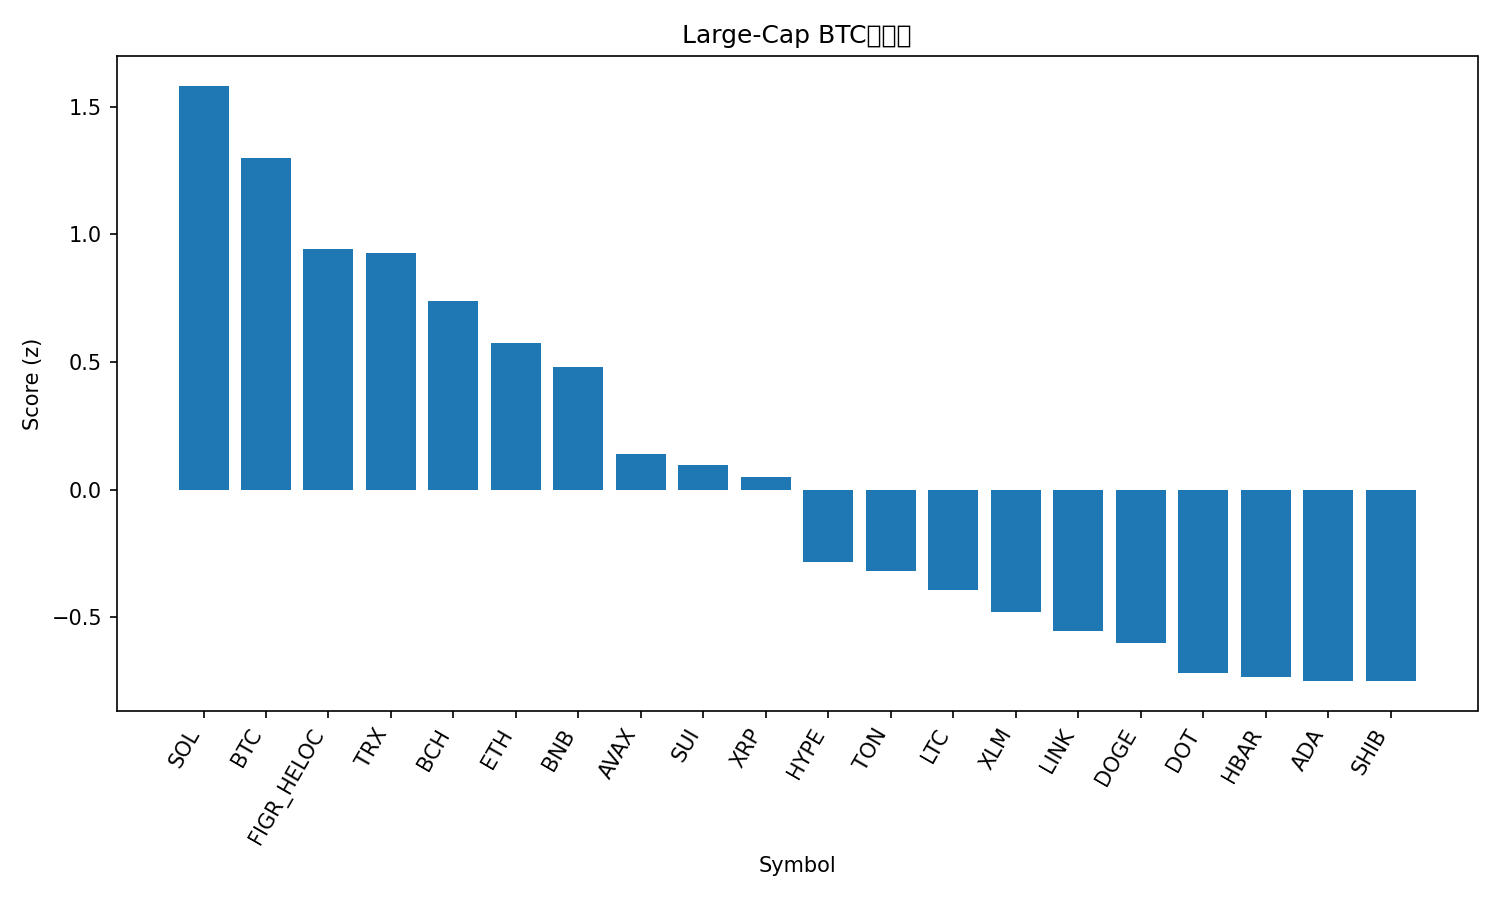 Large-Cap BTC
Score (z)
1.5
1.0
0.5
0.0
−0.5
SOL
BTC
FIGR_HELOC
TRX
BCH
ETH
BNB
AVAX
SUI
XRP
HYPE
TON
LTC
XLM
LINK
DOGE
DOT
HBAR
ADA
SHIB
Symbol